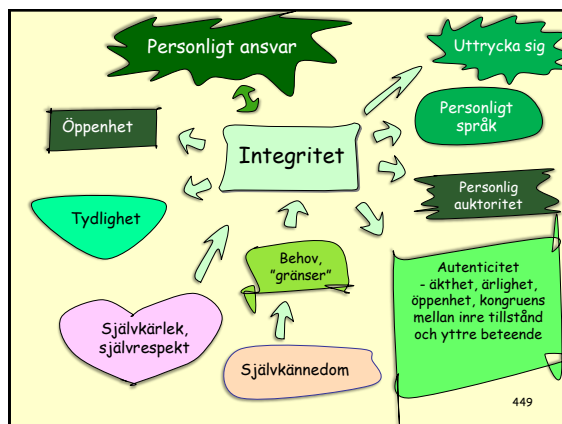 Personligt ansvar
Uttrycka sig
Öppenhet
Personligt
språk
Integritet
Personlig
auktoritet
Tydlighet
Behov,
"gränser"
Autenticitet
- äkthet, ärlighet,
öppenhet, kongruens
mellan inre tillstånd
och yttre beteende
Självkärlek,
självrespekt
Självkännedom
449